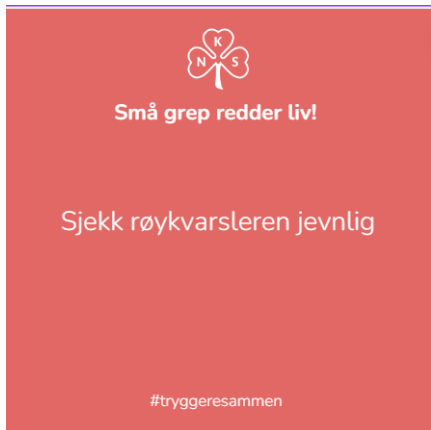 K
N S
Små grep redder liv!
Sjekk røykvarsleren jevnlig
#tryggeresammen